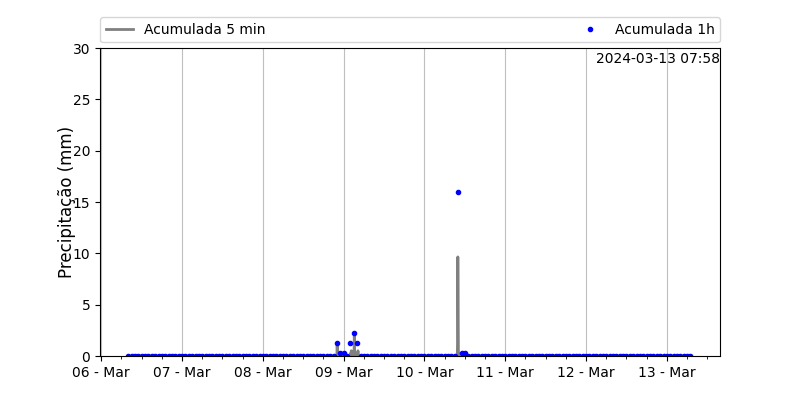 Acumulada 5 min
Acumulada 1h
2024-03-13 07:58
Precipitação (mm)
30
25
20
15
10
5
0
06 - Mar 07 - Mar 08 - Mar 09 - Mar 10 - Mar 11 - Mar 12 - Mar 13 - Mar